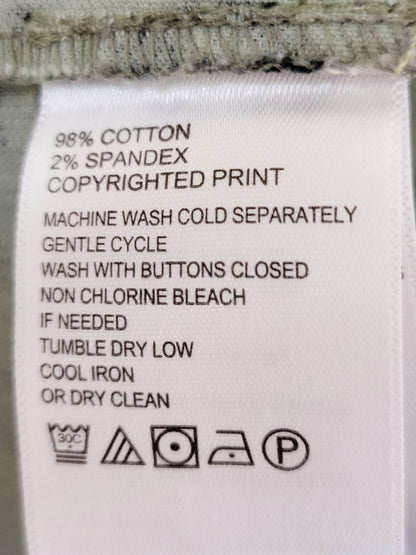 98% COTTON
2% SPANDEX
COPYRIGHTED PRINT
MACHINE WASH COLD SEPARATELY
GENTLE CYCLE
WASH WITH BUTTONS CLOSED
NON CHLORINE BLEACH
IF NEEDED
TUMBLE DRY LOW
COOL IRON
OR DRY CLEAN
30C P